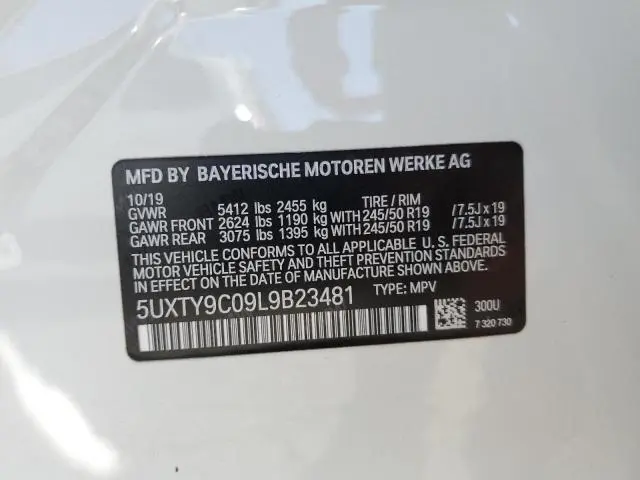 MFD BY BAYERISCHE MOTOREN WERKE AG
10/19
GVWR 5412 lbs 2455 kg TIRE / RIM
GAWR FRONT 2624 lbs 1190 kg WITH 245/50 R19 /7.5J x 19
GAWR REAR 3075 lbs 1395 kg WITH 245/50 R19 /7.5J x 19
THIS VEHICLE CONFORMS TO ALL APPLICABLE U. S. FEDERAL
MOTOR VEHICLE SAFETY AND THEFT PREVENTION STANDARDS
IN EFFECT ON THE DATE OF MANUFACTURE SHOWN ABOVE.
5UXTY9C09L9B23481 TYPE: MPV
300U
7 320 730